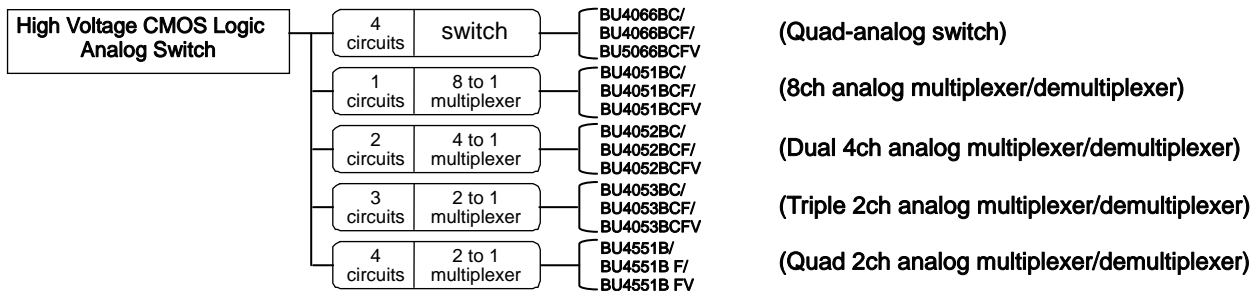 High Voltage CMOS Logic
Analog Switch
4
circuits
switch
BU4066BC/
BU4066BCF/
BU5066BCFV
(Quad-analog switch)
1
circuits
8 to 1
multiplexer
BU4051BC/
BU4051BCF/
BU4051BCFV
(8ch analog multiplexer/demultiplexer)
2
circuits
4 to 1
multiplexer
BU4052BC/
BU4052BCF/
BU4052BCFV
(Dual 4ch analog multiplexer/demultiplexer)
3
circuits
2 to 1
multiplexer
BU4053BC/
BU4053BCF/
BU4053BCFV
(Triple 2ch analog multiplexer/demultiplexer)
4
circuits
2 to 1
multiplexer
BU4551B/
BU4551B F/
BU4551B FV
(Quad 2ch analog multiplexer/demultiplexer)